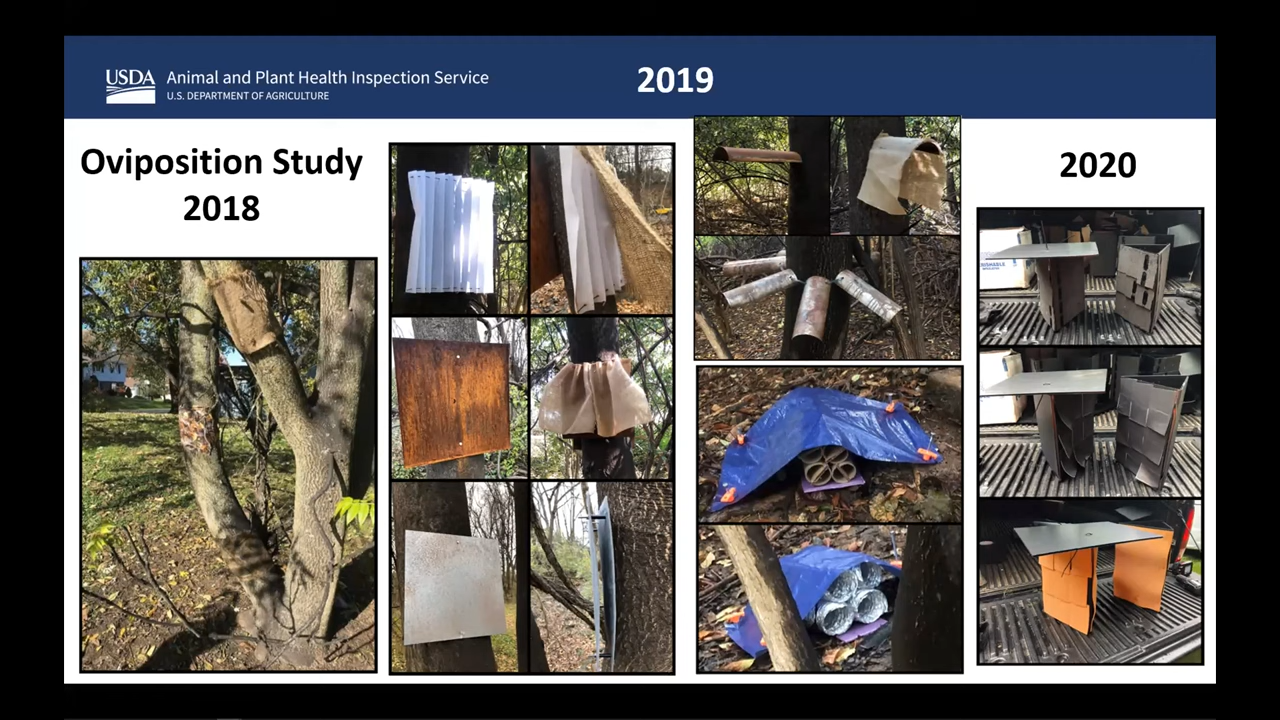 USDA
Animal and Plant Health Inspection Service
U.S. DEPARTMENT OF AGRICULTURE
2019
Oviposition Study
2018
2020